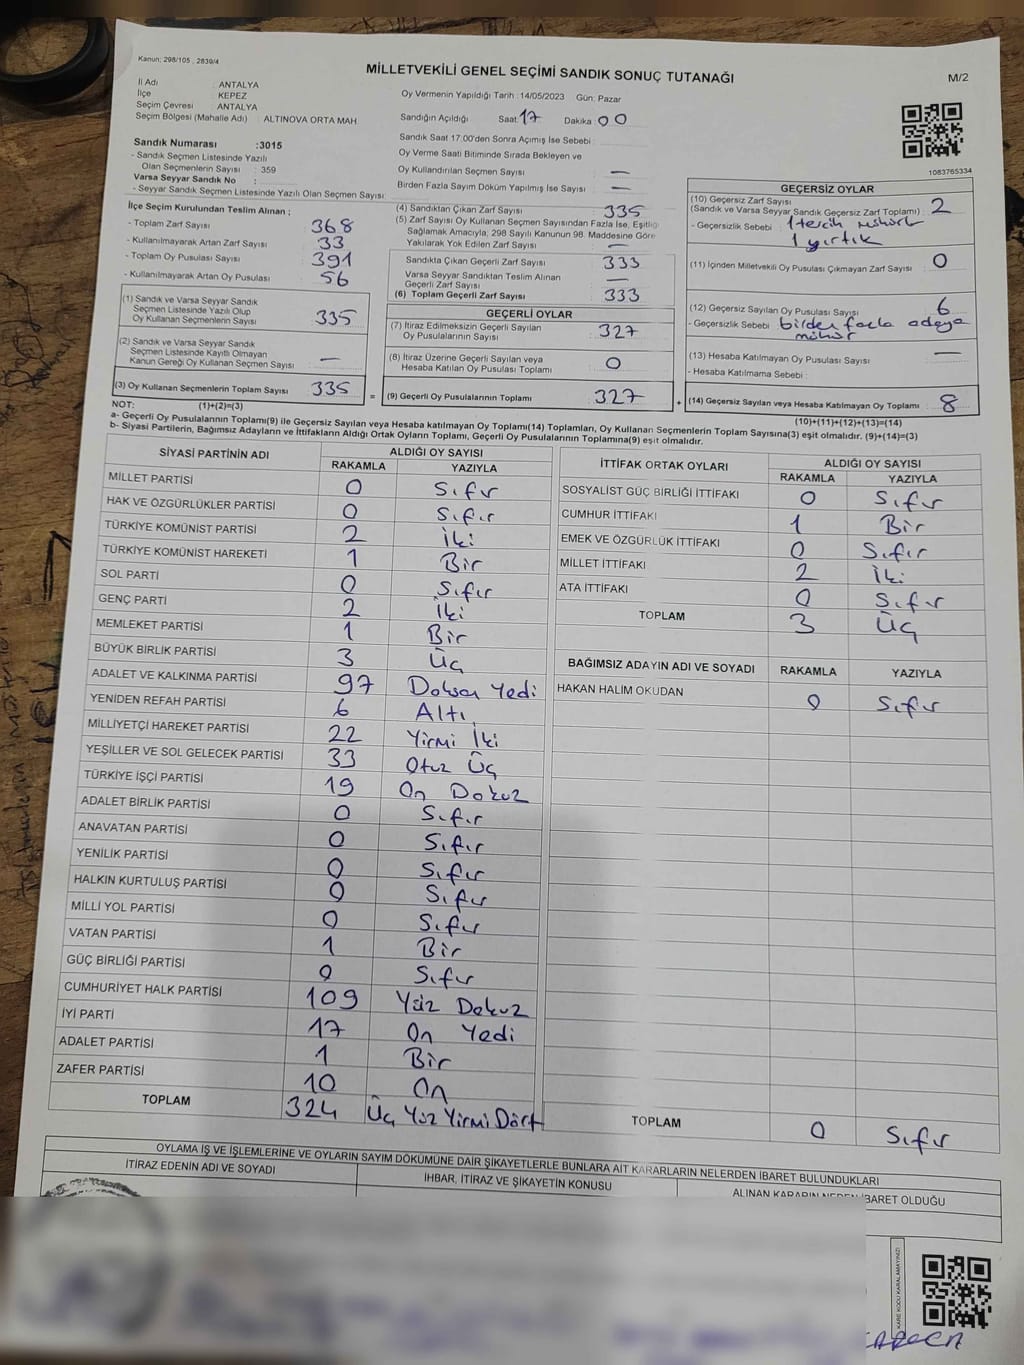 Kanun: 298/105 , 2839/4
MİLLETVEKİLİ GENEL SEÇİMİ SANDIK SONUÇ TUTANAĞI
M/2
İl Adı : ANTALYA
İlçe : KEPEZ
Seçim Çevresi : ANTALYA
Seçim Bölgesi (Mahalle Adı) : ALTINOVA ORTA MAH.
Sandık Numarası :3015
- Sandık Seçmen Listesinde Yazılı
Olan Seçmenlerin Sayısı : 359
Varsa Seyyar Sandık No :
- Seyyar Sandık Seçmen Listesinde Yazılı Olan Seçmen Sayısı:
Oy Vermenin Yapıldığı Tarih :14/05/2023 Gün: Pazar
Sandığın Açıldığı Saat: 17 Dakika: 00
Sandık Saat 17.00'den Sonra Açımış İse Sebebi :
Oy Verme Saati Bitiminde Sırada Bekleyen ve
Oy Kullandırılan Seçmen Sayısı : —
Birden Fazla Sayım Döküm Yapılmış İse Sayısı : —
1083765334
İlçe Seçim Kurulundan Teslim Alınan ;
- Toplam Zarf Sayısı : 368
- Kullanılmayarak Artan Zarf Sayısı : 33
- Toplam Oy Pusulası Sayısı : 391
- Kullanılmayarak Artan Oy Pusulası : 56
(1) Sandık ve Varsa Seyyar Sandık
Seçmen Listesinde Yazılı Olup
Oy Kullanan Seçmenlerin Sayısı : 335
(2) Sandık ve Varsa Seyyar Sandık
Seçmen Listesinde Kayıtlı Olmayan
Kanun Gereği Oy Kullanan Seçmen Sayısı : —
(3) Oy Kullanan Seçmenlerin Toplam Sayısı : 335
=
(4) Sandıktan Çıkan Zarf Sayısı : 335
(5) Zarf Sayısı Oy Kullanan Seçmen Sayısından Fazla İse, Eşitliği
Sağlamak Amacıyla; 298 Sayılı Kanunun 98. Maddesine Göre
Yakılarak Yok Edilen Zarf Sayısı : —
Sandıkta Çıkan Geçerli Zarf Sayısı : 333
Varsa Seyyar Sandıktan Teslim Alınan
Geçerli Zarf Sayısı : —
(6) Toplam Geçerli Zarf Sayısı : 333
GEÇERLİ OYLAR
(7) İtiraz Edilmeksizin Geçerli Sayılan
Oy Pusulalarının Sayısı : 327
(8) İtiraz Üzerine Geçerli Sayılan veya
Hesaba Katılan Oy Pusulası Toplamı : 0
(9) Geçerli Oy Pusulalarının Toplamı : 327
+
GEÇERSİZ OYLAR
(10) Geçersiz Zarf Sayısı
(Sandık ve Varsa Seyyar Sandık Geçersiz Zarf Toplamı) : 2
- Geçersizlik Sebebi : 1 tercih mühürlü
1 yırtık
(11) İçinden Milletvekili Oy Pusulası Çıkmayan Zarf Sayısı : 0
(12) Geçersiz Sayılan Oy Pusulası Sayısı : 6
- Geçersizlik Sebebi : birden fazla adaya
mühür
(13) Hesaba Katılmayan Oy Pusulası Sayısı : —
- Hesaba Katılmama Sebebi :
(14) Geçersiz Sayılan veya Hesaba Katılmayan Oy Toplamı : 8
NOT: (1)+(2)=(3)
(10)+(11)+(12)+(13)=(14)
a- Geçerli Oy Pusulalarının Toplamı(9) ile Geçersiz Sayılan veya Hesaba katılmayan Oy Toplamı(14) Toplamları, Oy Kullanan Seçmenlerin Toplam Sayısına(3) eşit olmalıdır. (9)+(14)=(3)
b- Siyasi Partilerin, Bağımsız Adayların ve İttifakların Aldığı Ortak Oyların Toplamı, Geçerli Oy Pusulalarının Toplamına(9) eşit olmalıdır.
SİYASİ PARTİNİN ADI ALDIĞI OY SAYISI
RAKAMLA YAZIYLA
MİLLET PARTİSİ 0 Sıfır
HAK VE ÖZGÜRLÜKLER PARTİSİ 0 Sıfır
TÜRKİYE KOMÜNİST PARTİSİ 2 İki
TÜRKİYE KOMÜNİST HAREKETİ 1 Bir
SOL PARTİ 0 Sıfır
GENÇ PARTİ 2 İki
MEMLEKET PARTİSİ 1 Bir
BÜYÜK BİRLİK PARTİSİ 3 Üç
ADALET VE KALKINMA PARTİSİ 97 Doksan Yedi
YENİDEN REFAH PARTİSİ 6 Altı
MİLLİYETÇİ HAREKET PARTİSİ 22 Yirmi İki
YEŞİLLER VE SOL GELECEK PARTİSİ 33 Otuz Üç
TÜRKİYE İŞÇİ PARTİSİ 19 On Dokuz
ADALET BİRLİK PARTİSİ 0 Sıfır
ANAVATAN PARTİSİ 0 Sıfır
YENİLİK PARTİSİ 0 Sıfır
HALKIN KURTULUŞ PARTİSİ 0 Sıfır
MİLLİ YOL PARTİSİ 0 Sıfır
VATAN PARTİSİ 1 Bir
GÜÇ BİRLİĞİ PARTİSİ 0 Sıfır
CUMHURİYET HALK PARTİSİ 109 Yüz Dokuz
İYİ PARTİ 17 On Yedi
ADALET PARTİSİ 1 Bir
ZAFER PARTİSİ 10 On
TOPLAM 324 Üç Yüz Yirmi Dört
İTTİFAK ORTAK OYLARI ALDIĞI OY SAYISI
RAKAMLA YAZIYLA
SOSYALİST GÜÇ BİRLİĞİ İTTİFAKI 0 Sıfır
CUMHUR İTTİFAKI 1 Bir
EMEK VE ÖZGÜRLÜK İTTİFAKI 0 Sıfır
MİLLET İTTİFAKI 2 İki
ATA İTTİFAKI 0 Sıfır
TOPLAM 3 Üç
BAĞIMSIZ ADAYIN ADI VE SOYADI RAKAMLA YAZIYLA
HAKAN HALİM OKUDAN 0 Sıfır
TOPLAM 0 Sıfır
OYLAMA İŞ VE İŞLEMLERİNE VE OYLARIN SAYIM DÖKÜMÜNE DAİR ŞİKAYETLERLE BUNLARA AİT KARARLARIN NELERDEN İBARET BULUNDUKLARI
İTİRAZ EDENİN ADI VE SOYADI
İHBAR, İTİRAZ VE ŞİKAYETİN KONUSU
ALINAN KARARIN NEDEN İBARET OLDUĞU
KARE KODU KARALAMAYINIZ!